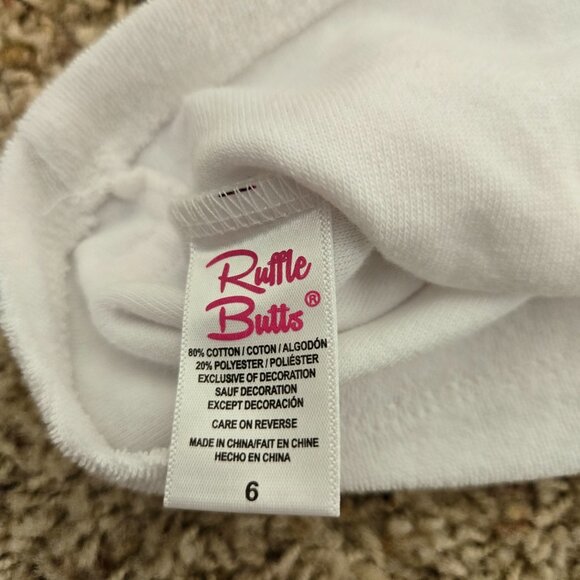 Ruffle
Butts®
80% COTTON / COTON / ALGODÓN
20% POLYESTER / POLIÉSTER
EXCLUSIVE OF DECORATION
SAUF DECORATION
EXCEPT DECORACIÓN
CARE ON REVERSE
MADE IN CHINA/FAIT EN CHINE
HECHO EN CHINA
6